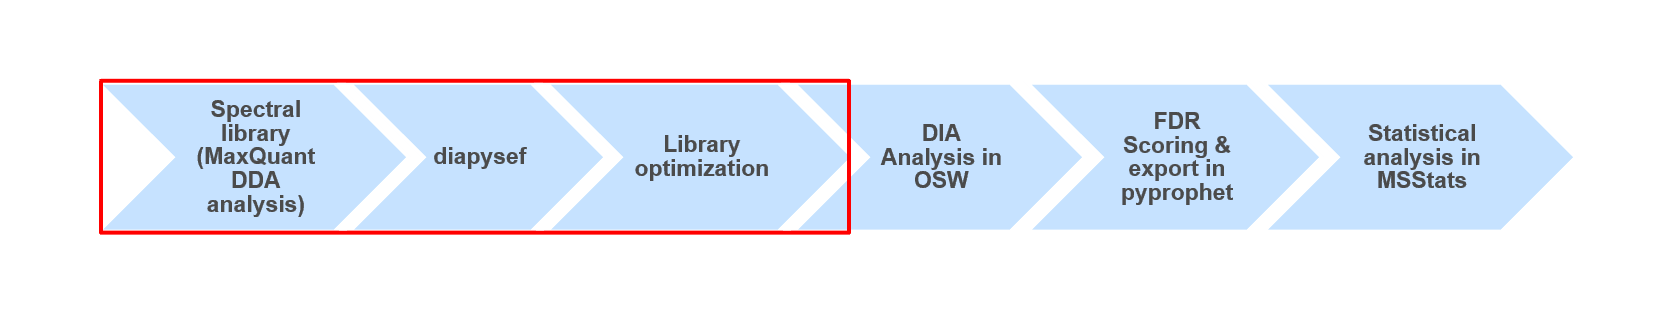 Spectral
library
(MaxQuant
DDA
analysis)
diapysef
Library
optimization
DIA
Analysis in
OSW
FDR
Scoring &
export in
pyprophet
Statistical
analysis in
MSStats